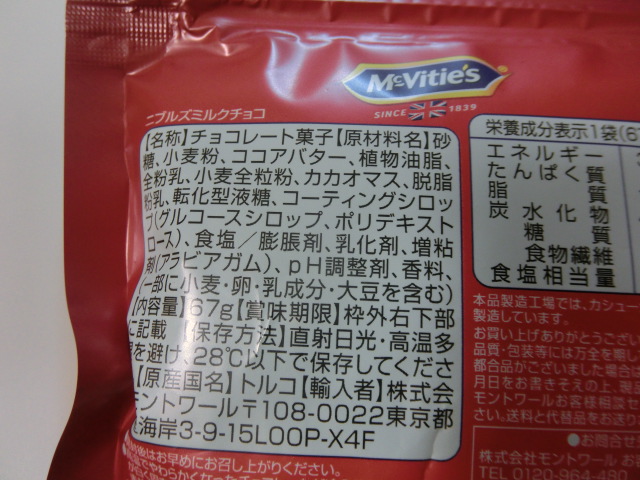 McVitie's
SINCE 1839
ニブルズミルクチョコ
【名称】チョコレート菓子【原材料名】砂
糖、小麦粉、ココアバター、植物油脂、
全粉乳、小麦全粒粉、カカオマス、脱脂
粉乳、転化型液糖、コーティングシロッ
プ(グルコースシロップ、ポリデキスト
ロース)、食塩／膨脹剤、乳化剤、増粘
剤(アラビアガム)、pH調整剤、香料、
(一部に小麦・卵・乳成分・大豆を含む)
【内容量】67g【賞味期限】枠外右下部
に記載 【保存方法】直射日光・高温多
を避け、28℃以下で保存してくださ
【原産国名】トルコ【輸入者】株式会
モントワール〒108-0022東京都
海岸3-9-15LOOP-X4F
はお早めにお召し上がりください。
栄養成分表示1袋(6
エネルギー
たんぱく質
脂質
炭水化物
糖質
食物繊維
食塩相当量
本品製造工場では、カシュー
製造しています。
お買い上げありがとう
品質・包装等には万全を期し
都合品がございました場合
月日をお書きそえの上、現
モントワールお客様相談
い。送料と代替品をお送り
●お問合せ
株式会社モントワール お
TEL 0120-964-480